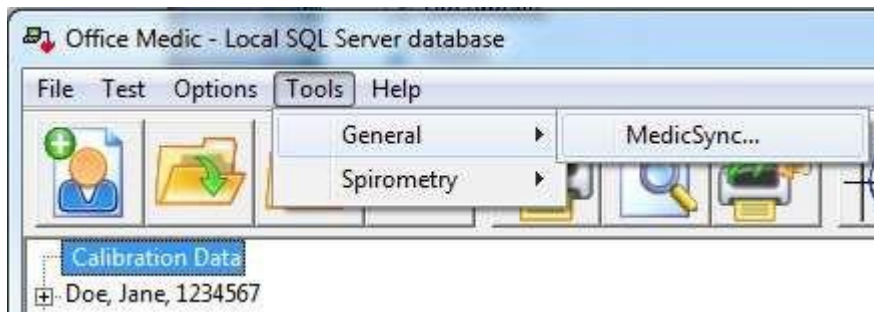 Office Medic - Local SQL Server database
File Test Options Tools Help
General MedicSync...
Spirometry
Calibration Data
Doe, Jane, 1234567